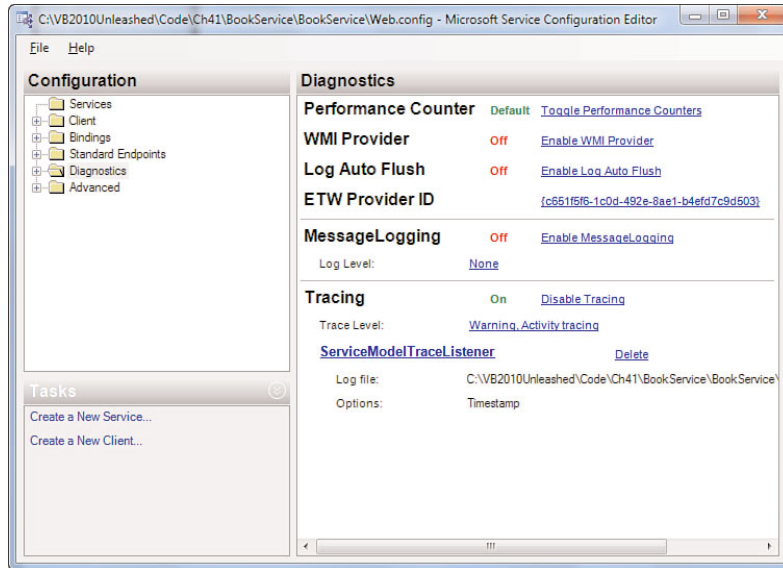 C:\VB2010Unleashed\Code\Ch41\BookService\BookService\Web.config - Microsoft Service Configuration Editor
File Help
Configuration
Services
Client
Bindings
Standard Endpoints
Diagnostics
Advanced
Tasks
Create a New Service...
Create a New Client...
Diagnostics
Performance Counter Default Toggle Performance Counters
WMI Provider Off Enable WMI Provider
Log Auto Flush Off Enable Log Auto Flush
ETW Provider ID {c651f5f6-1c0d-492e-8ae1-b4efd7c9d503}
MessageLogging Off Enable MessageLogging
Log Level: None
Tracing On Disable Tracing
Trace Level: Warning, Activity tracing
ServiceModelTraceListener Delete
Log file: C:\VB2010Unleashed\Code\Ch41\BookService\BookService\
Options: Timestamp